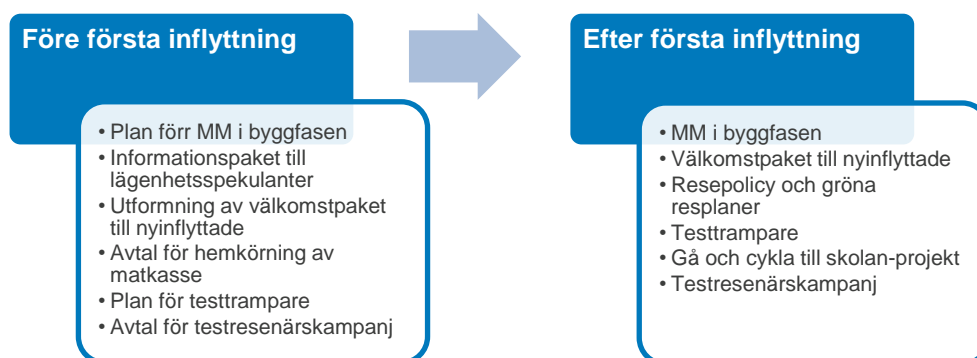 Före första inflyttning
• Plan förr MM i byggfasen
• Informationspaket till
lägenhetsspekulanter
• Utformning av välkomstpaket
till nyinflyttade
• Avtal för hemkörning av
matkasse
• Plan för testtrampare
• Avtal för testresenärskampanj
Efter första inflyttning
• MM i byggfasen
• Välkomstpaket till nyinflyttade
• Resepolicy och gröna
resplaner
• Testtrampare
• Gå och cykla till skolan-projekt
• Testresenärskampanj